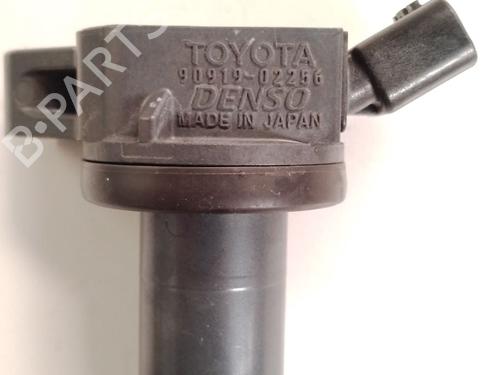 TOYOTA
90919-02256
DENSO
MADE IN JAPAN
B·PARTS